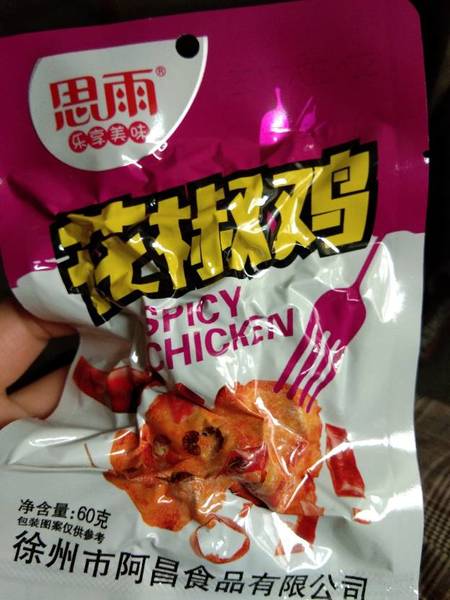 思雨®
乐享美味
花椒鸡
SPICY
CHICKEN
净含量:60克
包装图案仅供参考
徐州市阿昌食品有限公司